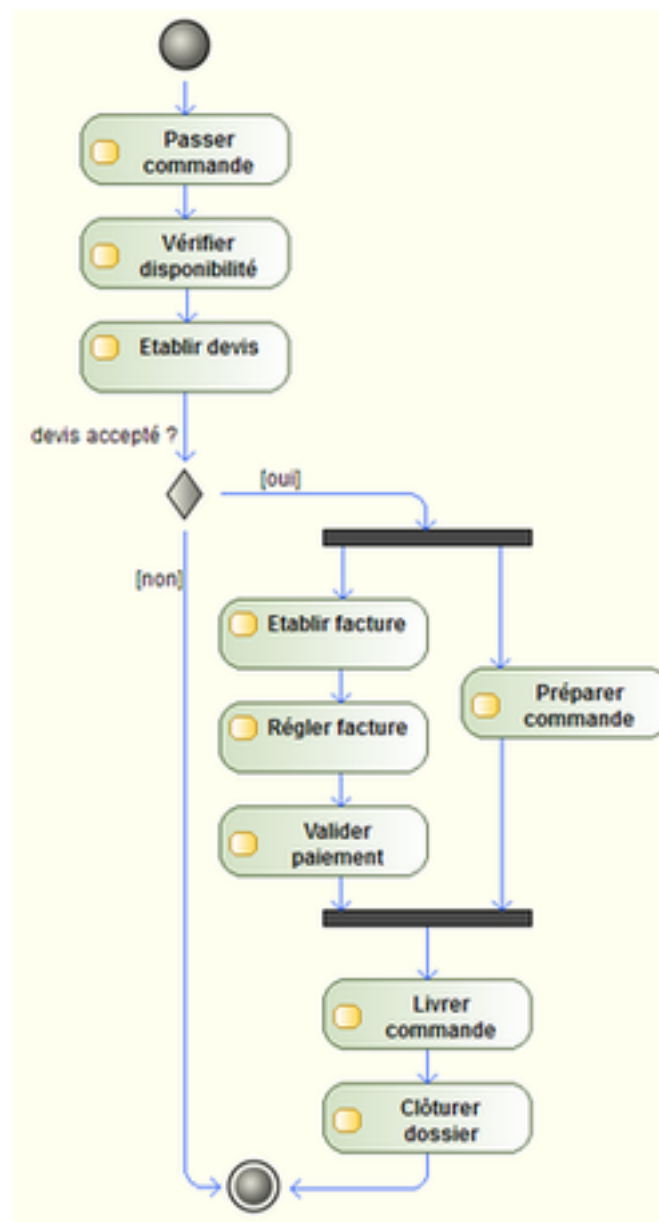 Passer
commande
Vérifier
disponibilité
Etablir devis
devis accepté ?
[oui]
[non]
Etablir facture
Préparer
commande
Régler facture
Valider
paiement
Livrer
commande
Clôturer
dossier